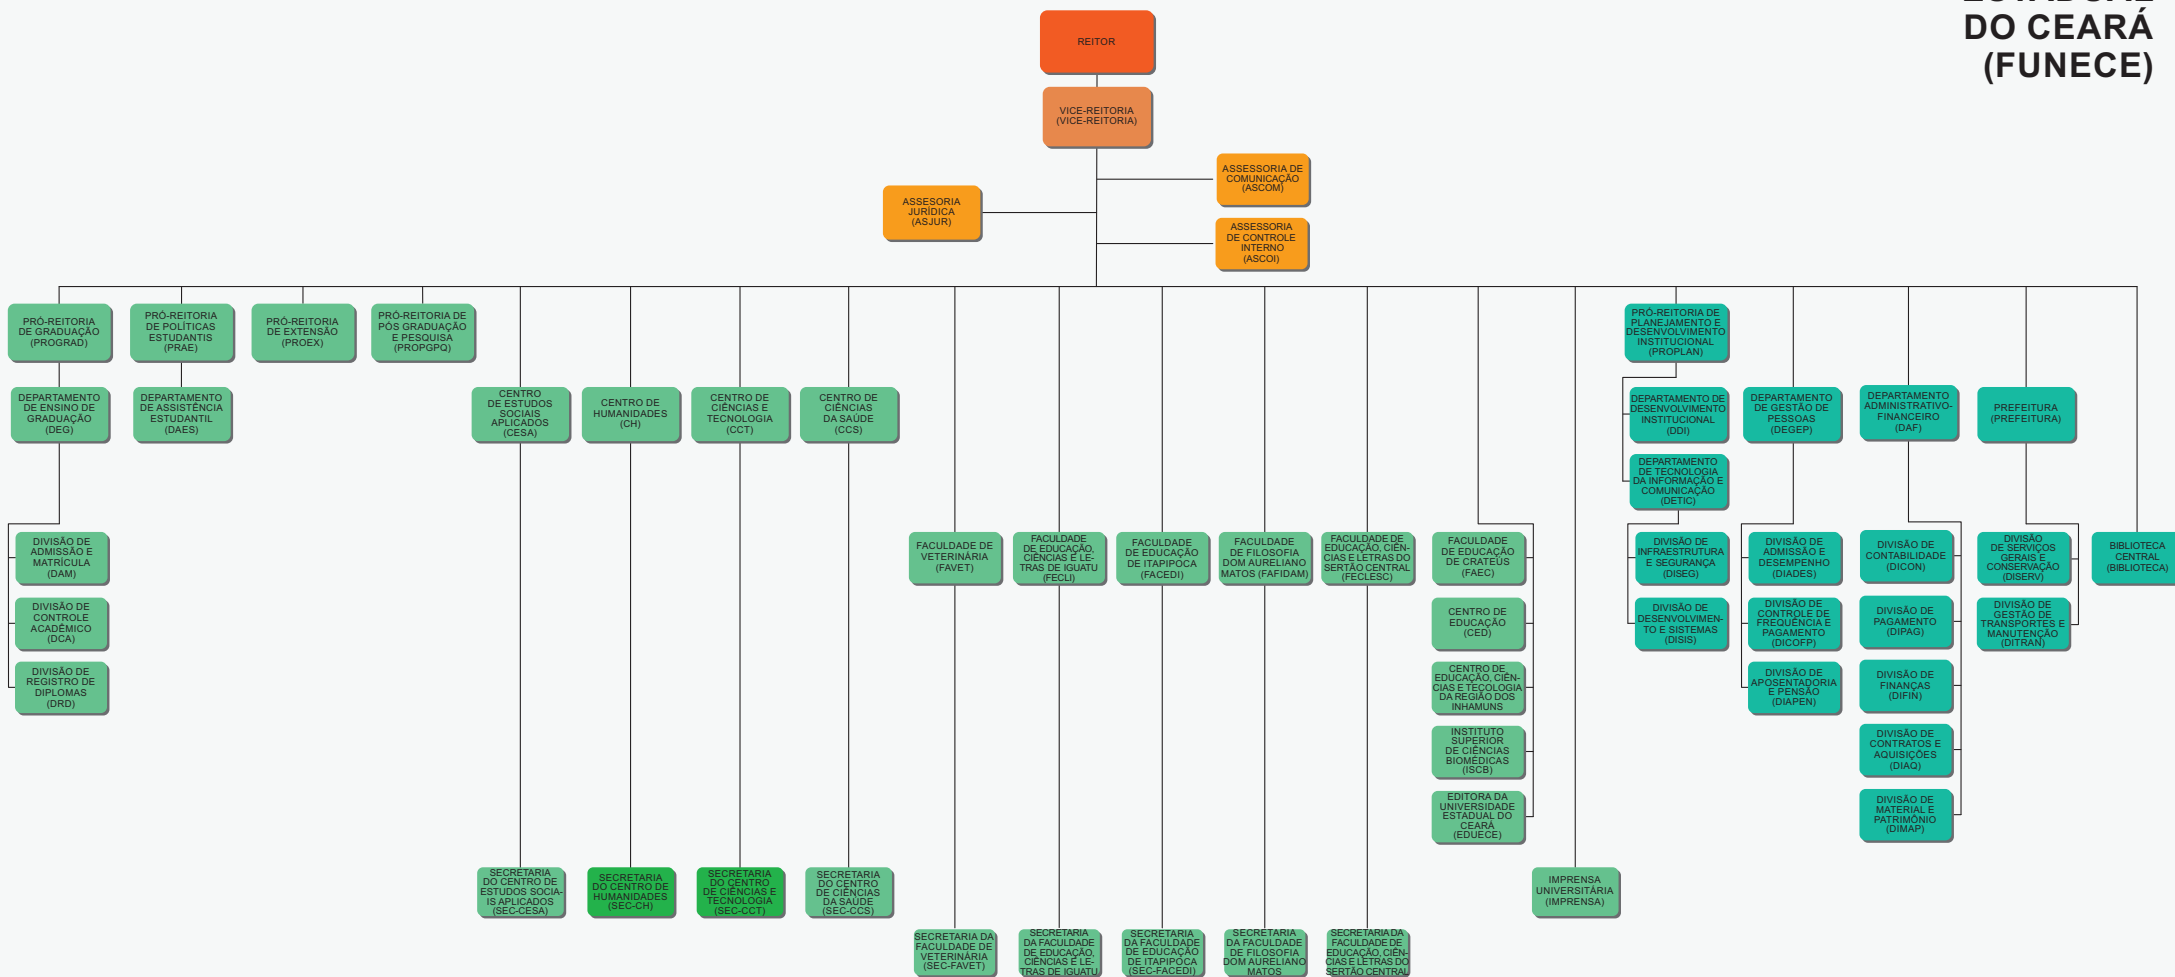 ESTADUAL
DO CEARÁ
(FUNECE)
REITOR
VICE-REITORIA
(VICE-REITORIA)
ASSESSORIA DE
COMUNICAÇÃO
(ASCOM)
ASSESORIA
JURÍDICA
(ASJUR)
ASSESSORIA
DE CONTROLE
INTERNO
(ASCOI)
PRÓ-REITORIA
DE GRADUAÇÃO
(PROGRAD)
PRÓ-REITORIA
DE POLÍTICAS
ESTUDANTIS
(PRAE)
PRÓ-REITORIA
DE EXTENSÃO
(PROEX)
PRÓ-REITORIA DE
PÓS GRADUAÇÃO
E PESQUISA
(PROPGPQ)
PRÓ-REITORIA DE
PLANEJAMENTO E
DESENVOLVIMENTO
INSTITUCIONAL
(PROPLAN)
DEPARTAMENTO
DE ENSINO DE
GRADUAÇÃO
(DEG)
DEPARTAMENTO
DE ASSISTÊNCIA
ESTUDANTIL
(DAES)
CENTRO
DE ESTUDOS
SOCIAIS
APLICADOS
(CESA)
CENTRO DE
HUMANIDADES
(CH)
CENTRO DE
CIÊNCIAS E
TECNOLOGIA
(CCT)
CENTRO DE
CIÊNCIAS
DA SAÚDE
(CCS)
DEPARTAMENTO DE
DESENVOLVIMENTO
INSTITUCIONAL
(DDI)
DEPARTAMENTO
DE GESTÃO DE
PESSOAS
(DEGEP)
DEPARTAMENTO
ADMINISTRATIVO-
FINANCEIRO
(DAF)
PREFEITURA
(PREFEITURA)
DEPARTAMENTO
DE TECNOLOGIA
DA INFORMAÇÃO E
COMUNICAÇÃO
(DETIC)
DIVISÃO DE
ADMISSÃO E
MATRÍCULA
(DAM)
FACULDADE DE
VETERINÁRIA
(FAVET)
FACULDADE
DE EDUCAÇÃO,
CIÊNCIAS E LE-
TRAS DE IGUATU
(FECLI)
FACULDADE
DE EDUCAÇÃO
DE ITAPIPOCA
(FACEDI)
FACULDADE
DE FILOSOFIA
DOM AURELIANO
MATOS (FAFIDAM)
FACULDADE DE
EDUCAÇÃO, CIÊN-
CIAS E LETRAS DO
SERTÃO CENTRAL
(FECLESC)
FACULDADE
DE EDUCAÇÃO
DE CRATEÚS
(FAEC)
DIVISÃO DE
INFRAESTRUTURA
E SEGURANÇA
(DISEG)
DIVISÃO DE
ADMISSÃO E
DESEMPENHO
(DIADES)
DIVISÃO DE
CONTABILIDADE
(DICON)
DIVISÃO
DE SERVIÇOS
GERAIS E
CONSERVAÇÃO
(DISERV)
BIBLIOTECA
CENTRAL
(BIBLIOTECA)
DIVISÃO DE
CONTROLE
ACADÊMICO
(DCA)
CENTRO DE
EDUCAÇÃO
(CED)
DIVISÃO DE
DESENVOLVIMEN-
TO E SISTEMAS
(DISIS)
DIVISÃO DE
CONTROLE DE
FREQUÊNCIA E
PAGAMENTO
(DICOFP)
DIVISÃO DE
PAGAMENTO
(DIPAG)
DIVISÃO DE
GESTÃO DE
TRANSPORTES E
MANUTENÇÃO
(DITRAN)
DIVISÃO DE
REGISTRO DE
DIPLOMAS
(DRD)
CENTRO DE
EDUCAÇÃO, CIÊN-
CIAS E TECOLOGIA
DA REGIÃO DOS
INHAMUNS
DIVISÃO DE
APOSENTADORIA
E PENSÃO
(DIAPEN)
DIVISÃO DE
FINANÇAS
(DIFIN)
INSTITUTO
SUPERIOR
DE CIÊNCIAS
BIOMÉDICAS
(ISCB)
DIVISÃO DE
CONTRATOS E
AQUISIÇÕES
(DIAQ)
EDITORA DA
UNIVERSIDADE
ESTADUAL DO
CEARÁ
(EDUECE)
DIVISÃO DE
MATERIAL E
PATRIMÔNIO
(DIMAP)
SECRETARIA
DO CENTRO DE
ESTUDOS SOCIA-
IS APLICADOS
(SEC-CESA)
SECRETARIA
DO CENTRO DE
HUMANIDADES
(SEC-CH)
SECRETARIA
DO CENTRO
DE CIÊNCIAS E
TECNOLOGIA
(SEC-CCT)
SECRETARIA
DO CENTRO
DE CIÊNCIAS
DA SAÚDE
(SEC-CCS)
IMPRENSA
UNIVERSITÁRIA
(IMPRENSA)
SECRETARIA DA
FACULDADE DE
VETERINÁRIA
(SEC-FAVET)
SECRETARIA
DA FACULDADE
DE EDUCAÇÃO,
CIÊNCIAS E LE-
TRAS DE IGUATU
SECRETARIA
DA FACULDADE
DE EDUCAÇÃO
DE ITAPIPOCA
(SEC-FACEDI)
SECRETARIA
DA FACULDADE
DE FILOSOFIA
DOM AURELIANO
MATOS
SECRETARIA DA
FACULDADE DE
EDUCAÇÃO, CIÊN-
CIAS E LETRAS DO
SERTÃO CENTRAL